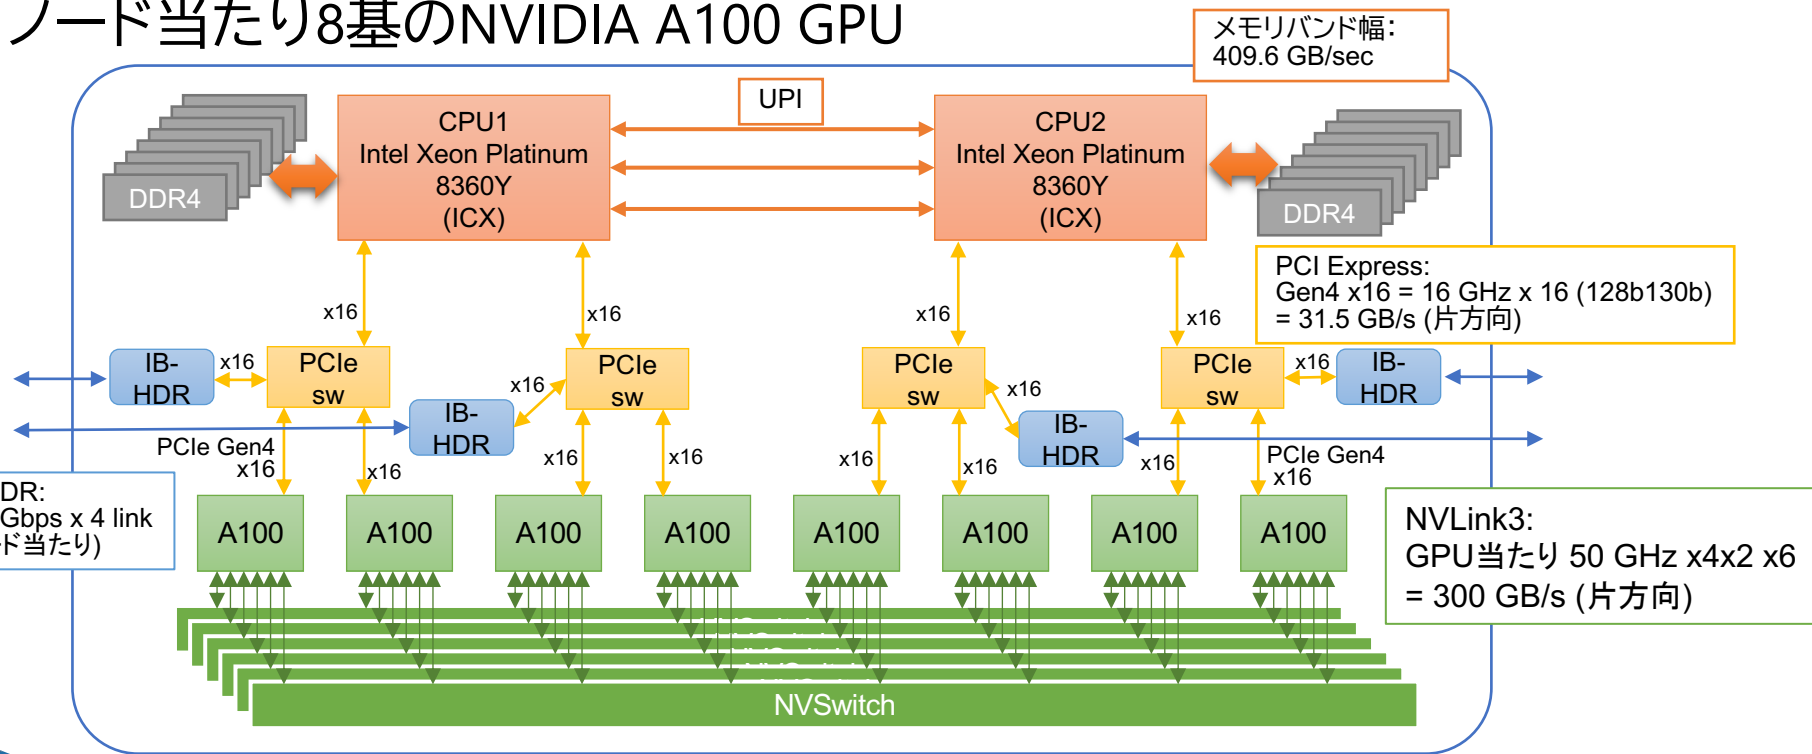 ノード当たり8基のNVIDIA A100 GPU
メモリバンド幅:
409.6 GB/sec
UPI
CPU1
Intel Xeon Platinum
8360Y
(ICX)
CPU2
Intel Xeon Platinum
8360Y
(ICX)
DDR4
DDR4
PCI Express:
Gen4 x16 = 16 GHz x 16 (128b130b)
= 31.5 GB/s (片方向)
x16
x16
x16
x16
IB-
HDR
x16
PCIe
sw
x16
PCIe
sw
PCIe
sw
x16
PCIe
sw
x16
IB-
HDR
IB-
HDR
IB-
HDR
PCIe Gen4
x16
x16
x16
x16
x16
x16
x16
PCIe Gen4
x16
DR:
Gbps x 4 link
ド当たり)
A100
A100
A100
A100
A100
A100
A100
A100
NVLink3:
GPU当たり 50 GHz x4x2 x6
= 300 GB/s (片方向)
NVSwitch